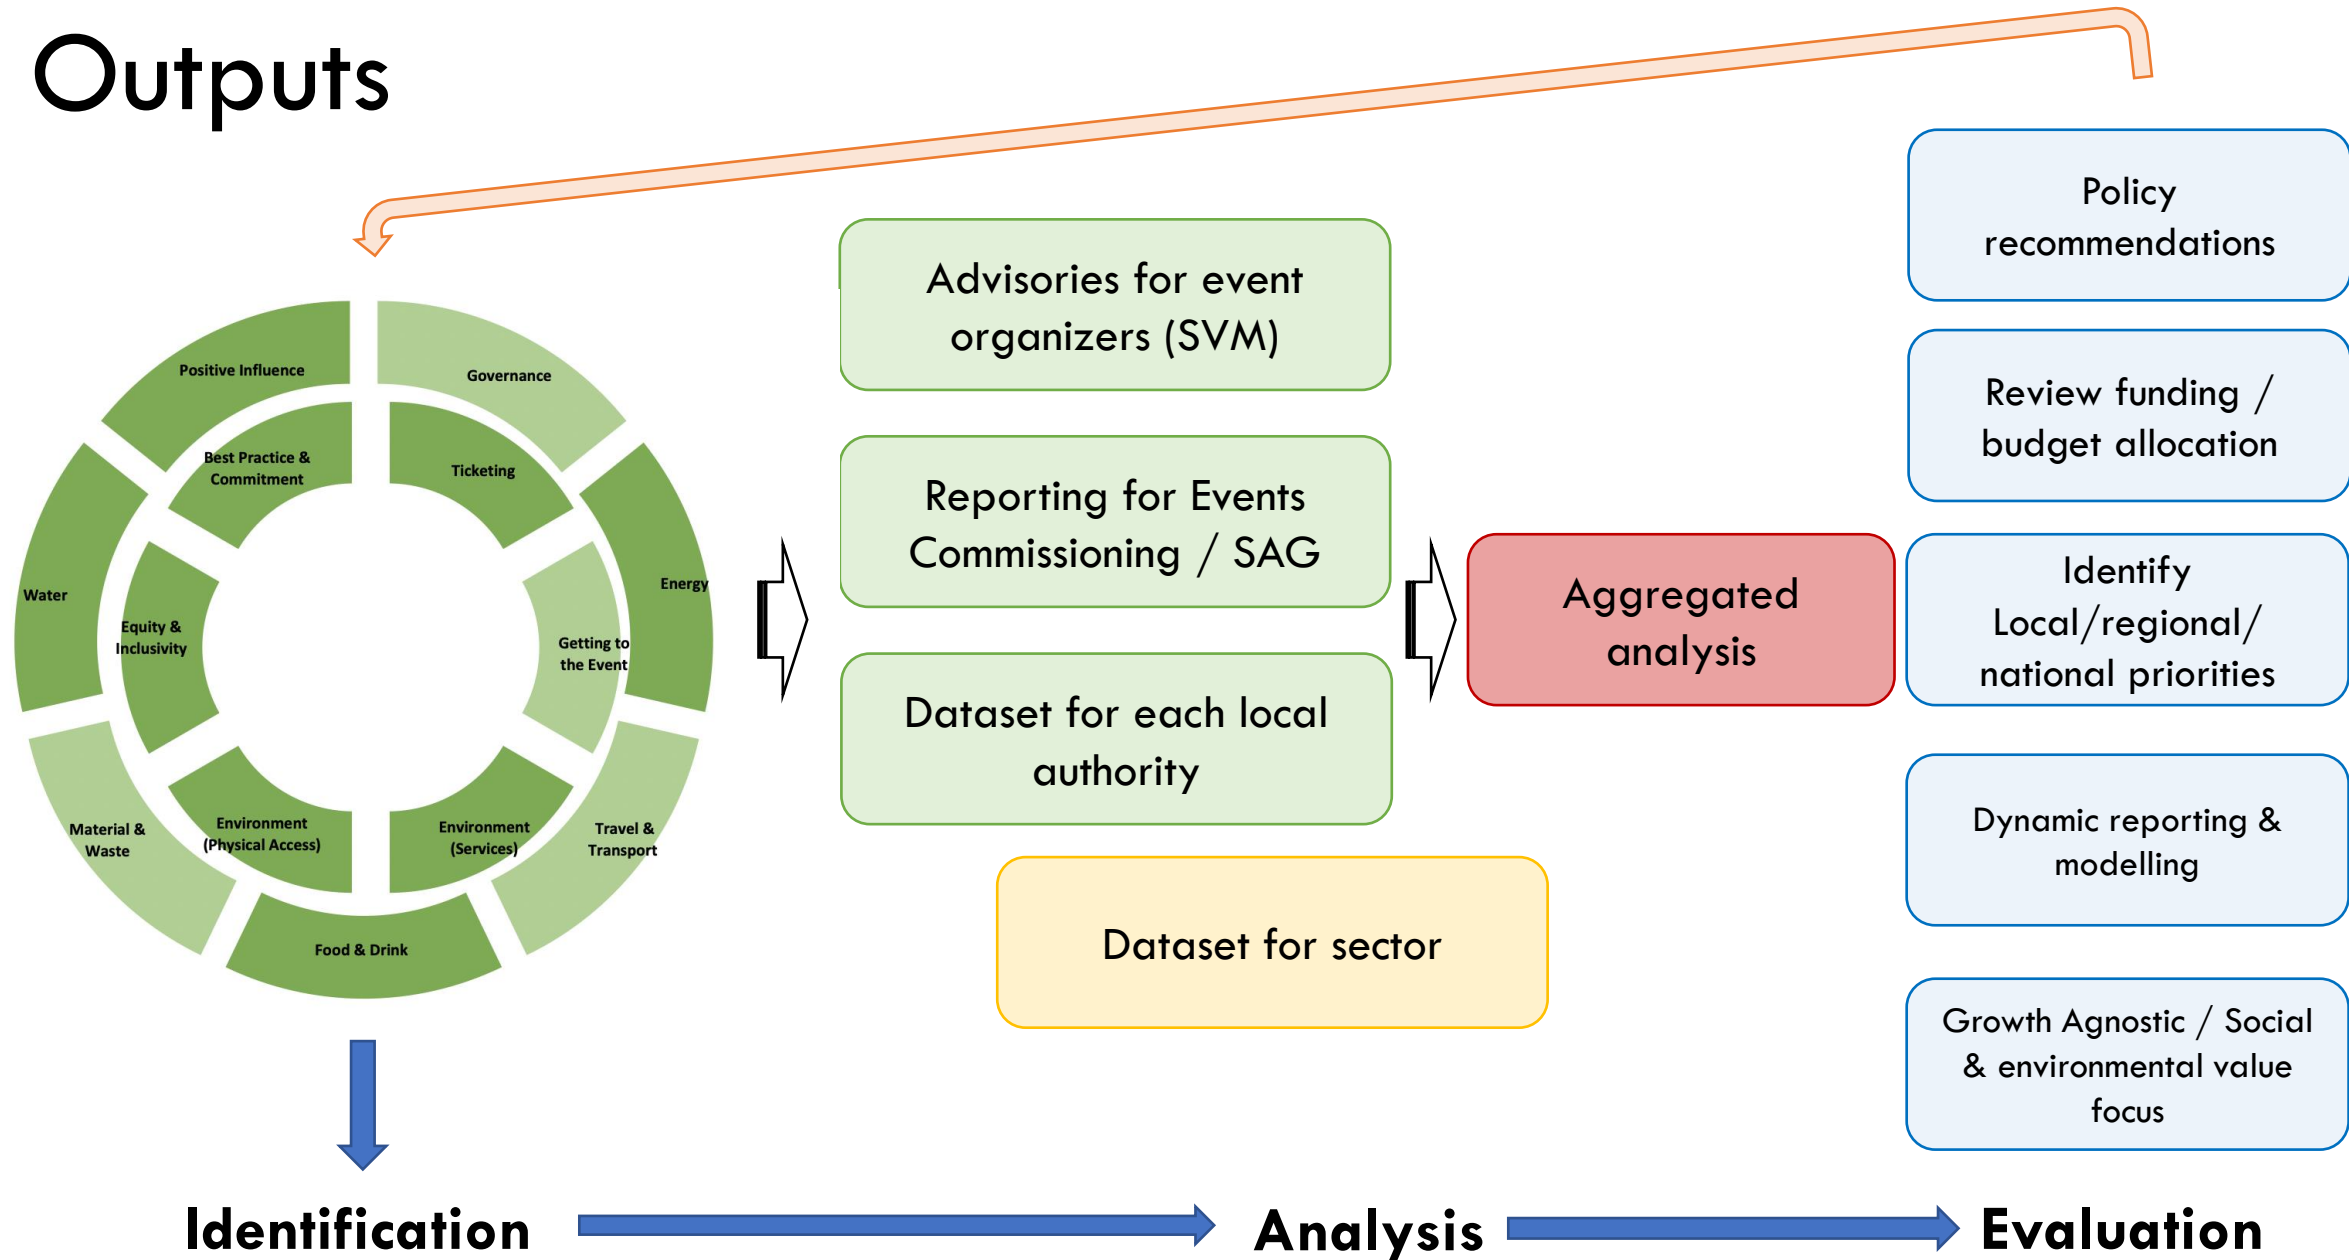 Outputs
Positive Influence
Governance
Best Practice &
Commitment
Ticketing
Water
Energy
Equity &
Inclusivity
Getting to
the Event
Material &
Waste
Environment
(Physical Access)
Environment
(Services)
Travel &
Transport
Food & Drink
Advisories for event
organizers (SVM)
Reporting for Events
Commissioning / SAG
Dataset for each local
authority
Dataset for sector
Aggregated
analysis
Policy
recommendations
Review funding /
budget allocation
Identify
Local/regional/
national priorities
Dynamic reporting &
modelling
Growth Agnostic / Social
& environmental value
focus
Identification
Analysis
Evaluation